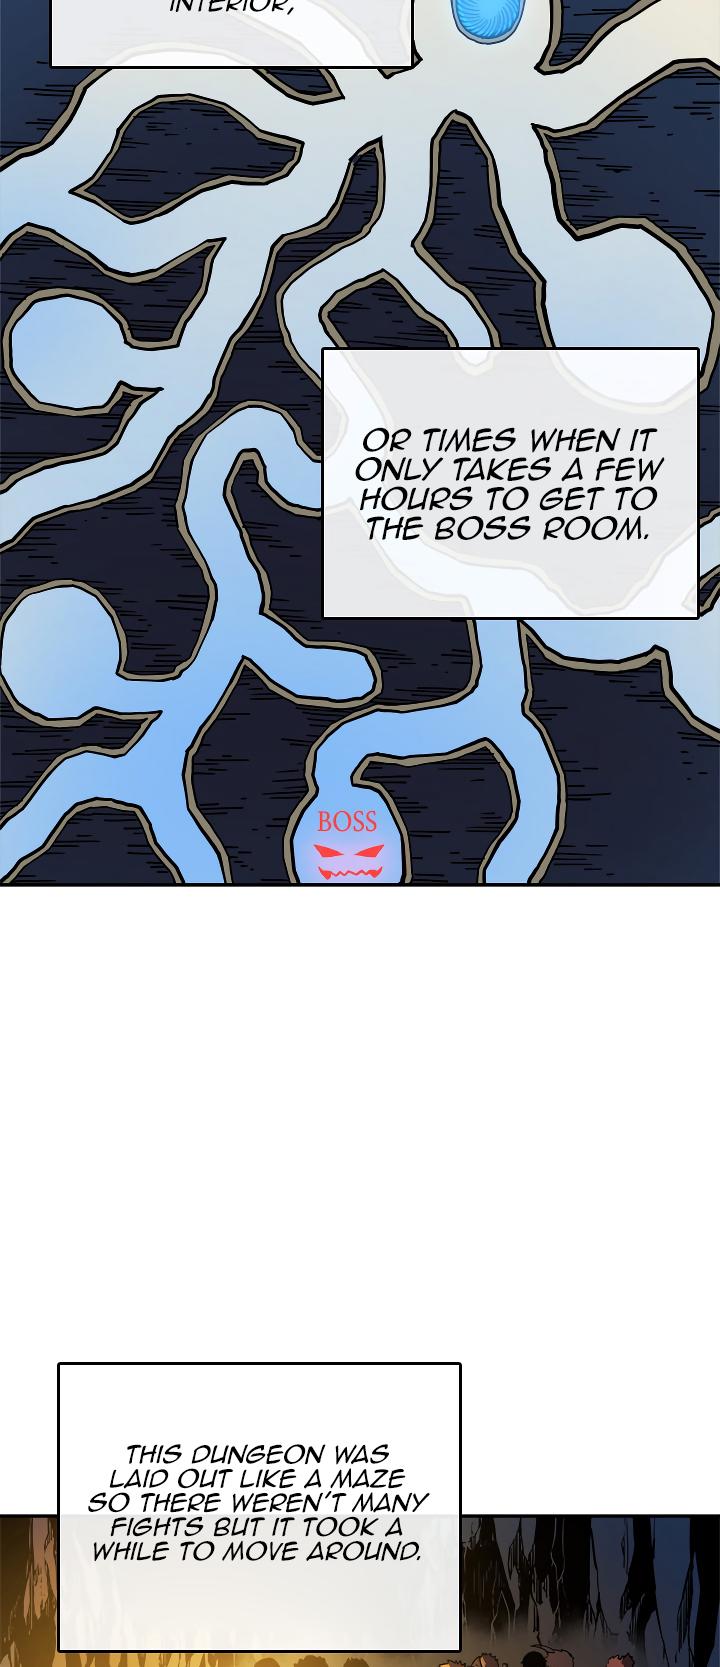 INTERIOR,
OR TIMES WHEN IT
ONLY TAKES A FEW
HOURS TO GET TO
THE BOSS ROOM.
BOSS
THIS DUNGEON WAS
LAID OUT LIKE A MAZE
SO THERE WEREN'T MANY
FIGHTS BUT IT TOOK A
WHILE TO MOVE AROUND.